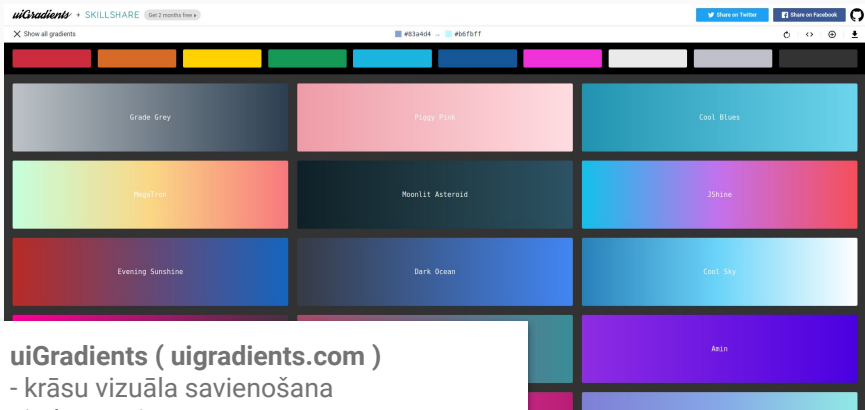 uiGradients + SKILLSHARE Get 2 months free
Share on Twitter
Share on Facebook
Show all gradients
#83a4d4 → #b6fbff
Grade Grey
Piggy Pink
Cool Blues
MegaTron
Moonlit Asteroid
JShine
Evening Sunshine
Dark Ocean
Cool Sky
Amin
uiGradients ( uigradients.com )
- krāsu vizuāla savienošana